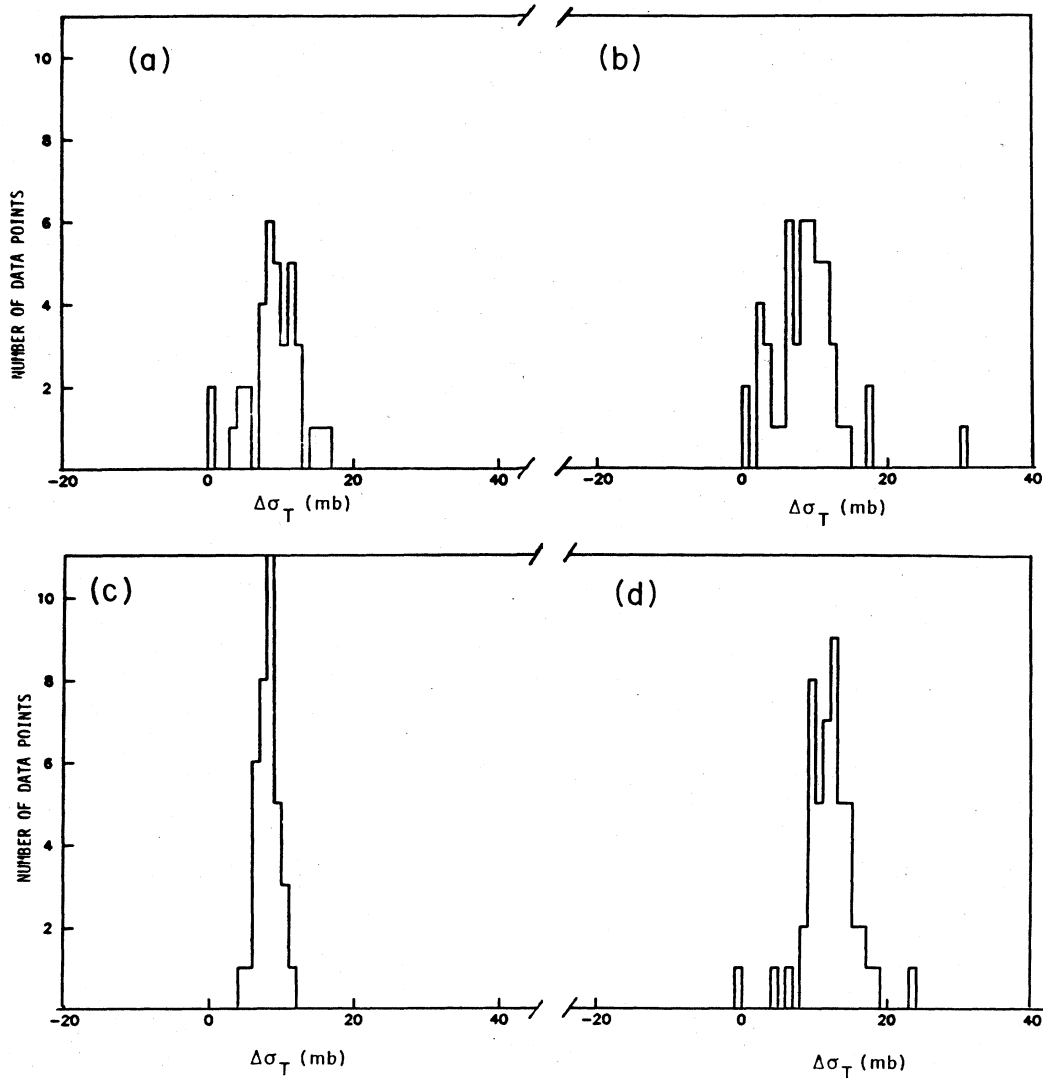 (a)
(b)
10
8
6
4
2
NUMBER OF DATA POINTS
-20 0 20 40
-20 0 20 40
Δσ_T (mb)
Δσ_T (mb)
(c)
(d)
10
8
6
4
2
NUMBER OF DATA POINTS
-20 0 20 40
-20 0 20 40
Δσ_T (mb)
Δσ_T (mb)